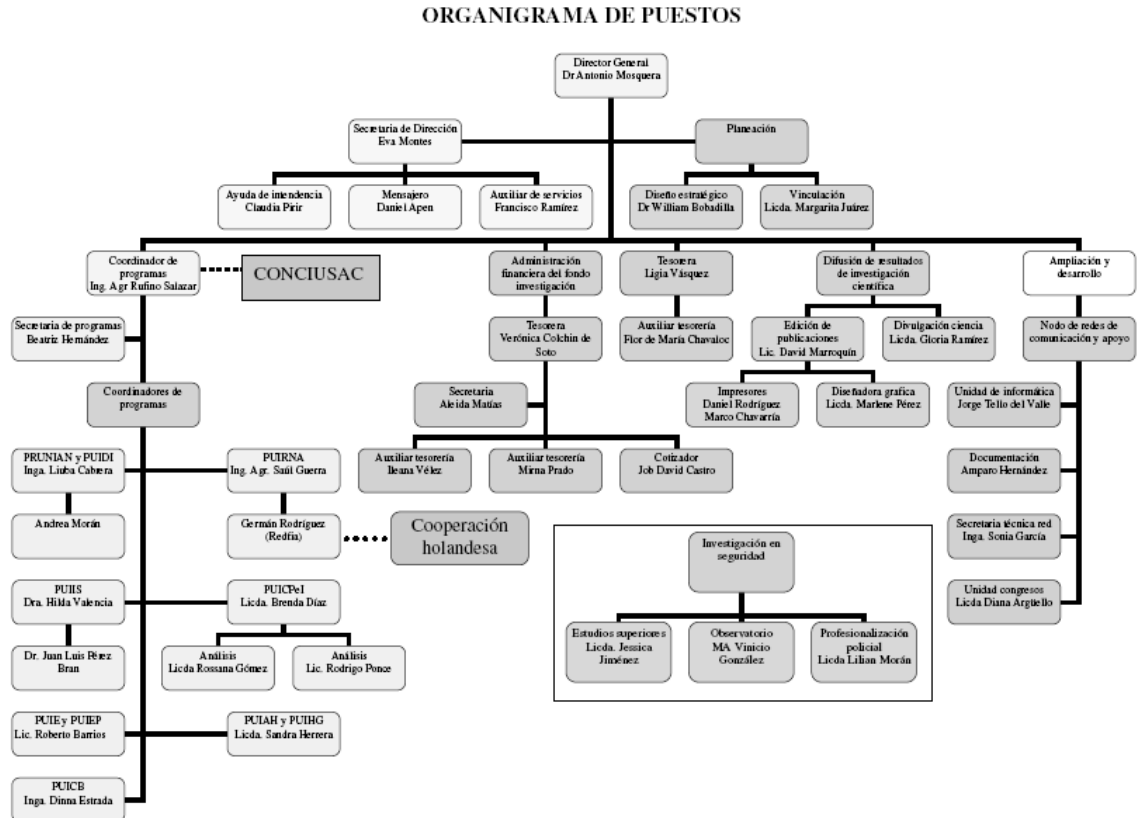 ORGANIGRAMA DE PUESTOS
Director General
Dr Antonio Mosquera
Secretaria de Dirección
Eva Montes
Planeación
Ayuda de intendencia
Claudia Pirir
Mensajero
Daniel Apen
Auxiliar de servicios
Francisco Ramírez
Diseño estratégico
Dr William Bobadilla
Vinculación
Licda. Margarita Juárez
Coordinador de
programas
Ing. Agr Rufino Salazar
CONCIUSAC
Administración
financiera del fondo
investigación
Tesorera
Ligia Vásquez
Difusión de resultados
de investigación
científica
Ampliación y
desarrollo
Secretaria de programas
Beatriz Hernández
Tesorera
Verónica Colchin de
Soto
Auxiliar tesorería
Flor de María Chavaloc
Edición de
publicaciones
Lic. David Marroquín
Divulgación ciencia
Licda. Gloria Ramírez
Nodo de redes de
comunicación y apoyo
Coordinadores de
programas
Secretaria
Aleida Matías
Impresores
Daniel Rodríguez
Marco Chavarría
Diseñadora grafica
Licda. Marlene Pérez
Unidad de informática
Jorge Tello del Valle
PRUNIAN y PUIDI
Inga. Liuba Cabrera
PUIRNA
Ing. Agr. Saúl Guerra
Auxiliar tesorería
Ileana Vélez
Auxiliar tesorería
Mirna Prado
Cotizador
Job David Castro
Documentación
Amparo Hernández
Andrea Morán
Germán Rodríguez
(Redfia)
Cooperación
holandesa
Investigación en
seguridad
Secretaria técnica red
Inga. Sonia García
PUIIS
Dra. Hilda Valencia
PUICPeI
Licda. Brenda Díaz
Unidad congresos
Licda Diana Argüello
Dr. Juan Luis Pérez
Bran
Análisis
Licda Rossana Gómez
Análisis
Lic. Rodrigo Ponce
Estudios superiores
Licda. Jessica
Jiménez
Observatorio
MA Vinicio
González
Profesionalización
policial
Licda Lilian Morán
PUIE y PUIEP
Lic. Roberto Barrios
PUIAH y PUIHG
Licda. Sandra Herrera
PUICB
Inga. Dinna Estrada